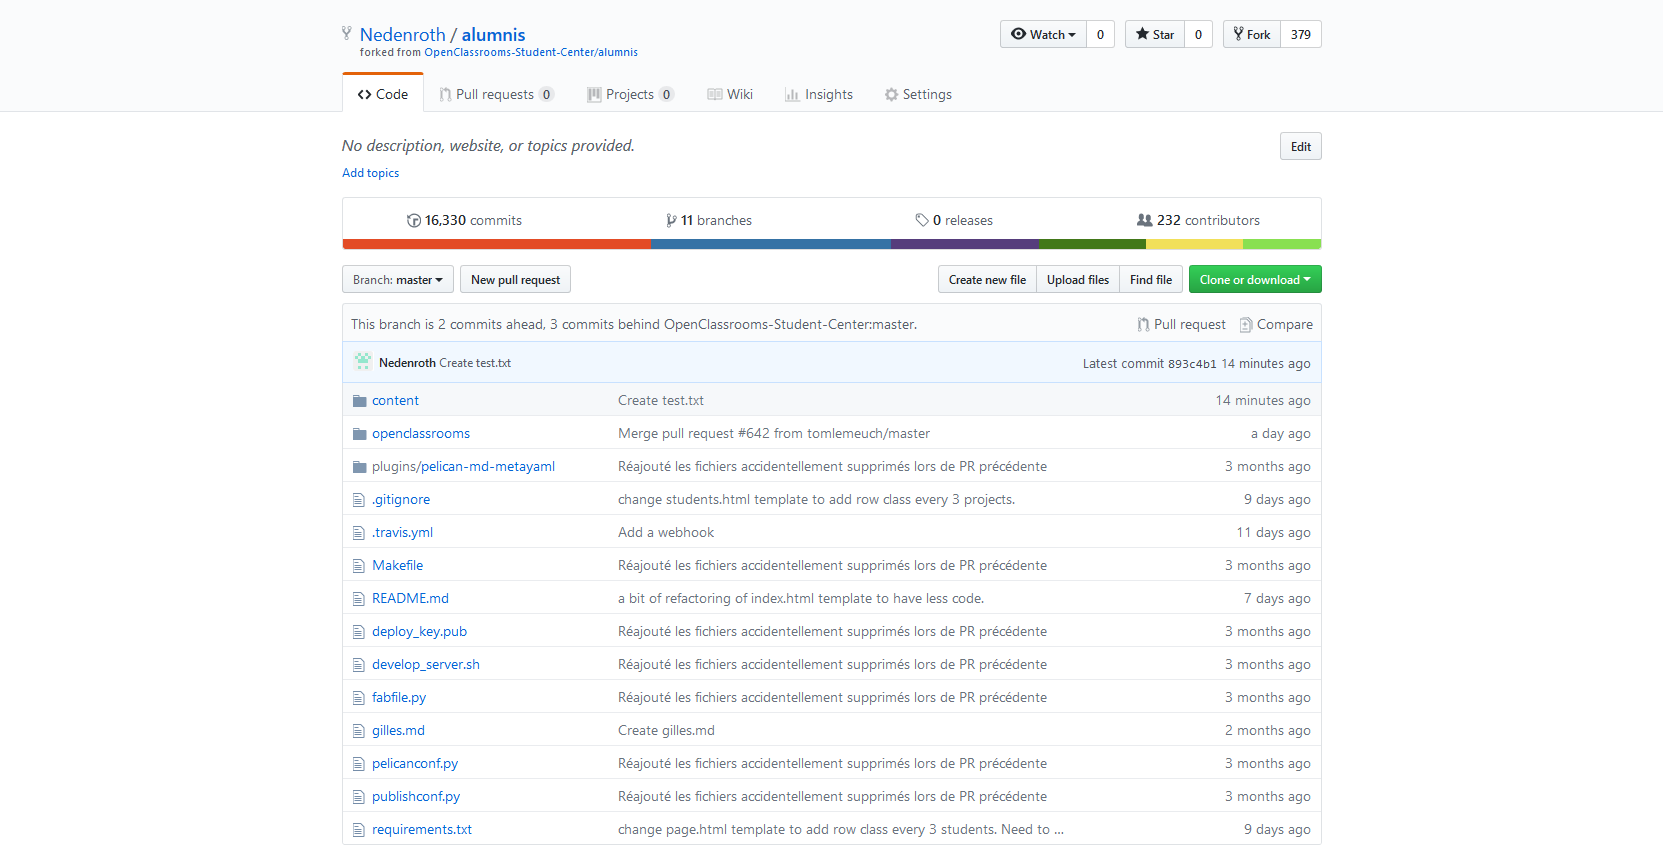 Nedenroth / alumnis
forked from OpenClassrooms-Student-Center/alumnis
Watch 0 Star 0 Fork 379
Code Pull requests 0 Projects 0 Wiki Insights Settings
No description, website, or topics provided. Edit
Add topics
16,330 commits 11 branches 0 releases 232 contributors
Branch: master New pull request Create new file Upload files Find file Clone or download
This branch is 2 commits ahead, 3 commits behind OpenClassrooms-Student-Center:master. Pull request Compare
Nedenroth Create test.txt Latest commit 893c4b1 14 minutes ago
content Create test.txt 14 minutes ago
openclassrooms Merge pull request #642 from tomlemeuch/master a day ago
plugins/pelican-md-metayaml Réajouté les fichiers accidentellement supprimés lors de PR précédente 3 months ago
.gitignore change students.html template to add row class every 3 projects. 9 days ago
.travis.yml Add a webhook 11 days ago
Makefile Réajouté les fichiers accidentellement supprimés lors de PR précédente 3 months ago
README.md a bit of refactoring of index.html template to have less code. 7 days ago
deploy_key.pub Réajouté les fichiers accidentellement supprimés lors de PR précédente 3 months ago
develop_server.sh Réajouté les fichiers accidentellement supprimés lors de PR précédente 3 months ago
fabfile.py Réajouté les fichiers accidentellement supprimés lors de PR précédente 3 months ago
gilles.md Create gilles.md 2 months ago
pelicanconf.py Réajouté les fichiers accidentellement supprimés lors de PR précédente 3 months ago
publishconf.py Réajouté les fichiers accidentellement supprimés lors de PR précédente 3 months ago
requirements.txt change page.html template to add row class every 3 students. Need to ... 9 days ago